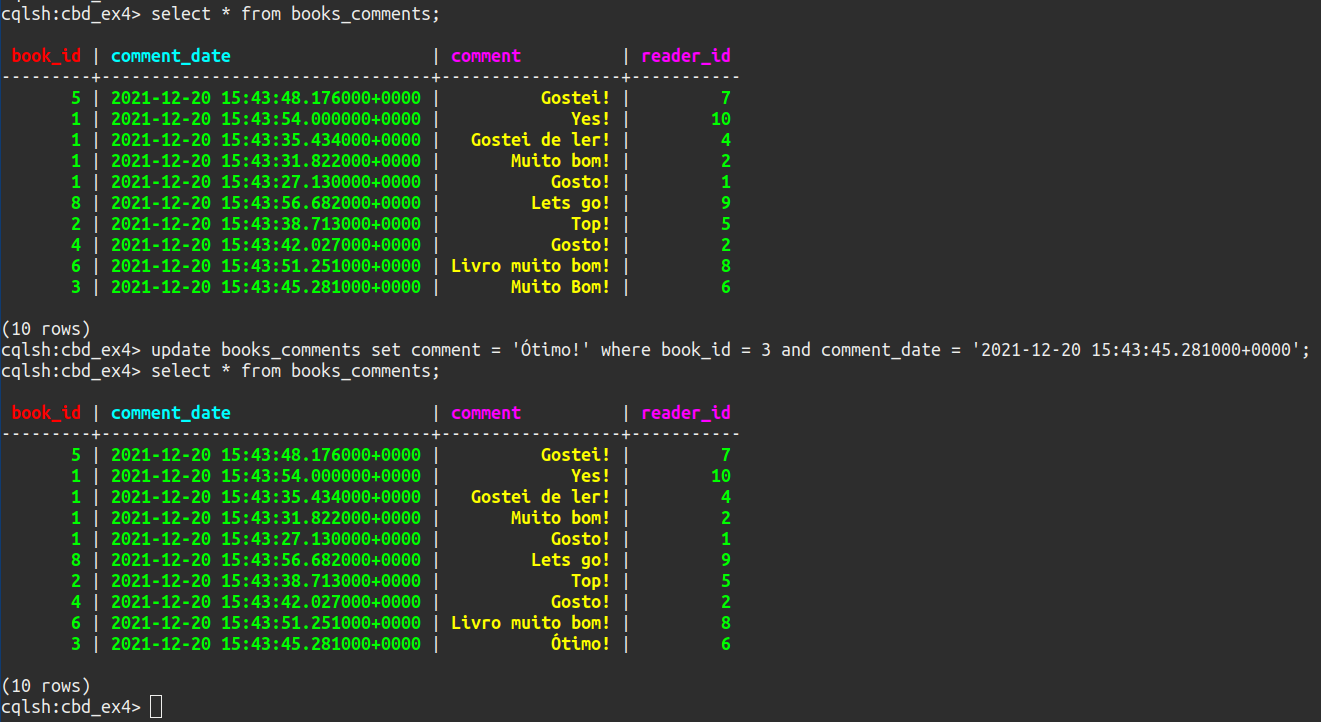 cqlsh:cbd_ex4> select * from books_comments;
book_id | comment_date | comment | reader_id
---------+---------------------------------+------------------+-----------
5 | 2021-12-20 15:43:48.176000+0000 | Gostei! | 7
1 | 2021-12-20 15:43:54.000000+0000 | Yes! | 10
1 | 2021-12-20 15:43:35.434000+0000 | Gostei de ler! | 4
1 | 2021-12-20 15:43:31.822000+0000 | Muito bom! | 2
1 | 2021-12-20 15:43:27.130000+0000 | Gosto! | 1
8 | 2021-12-20 15:43:56.682000+0000 | Lets go! | 9
2 | 2021-12-20 15:43:38.713000+0000 | Top! | 5
4 | 2021-12-20 15:43:42.027000+0000 | Gosto! | 2
6 | 2021-12-20 15:43:51.251000+0000 | Livro muito bom! | 8
3 | 2021-12-20 15:43:45.281000+0000 | Muito Bom! | 6
(10 rows)
cqlsh:cbd_ex4> update books_comments set comment = 'Ótimo!' where book_id = 3 and comment_date = '2021-12-20 15:43:45.281000+0000';
cqlsh:cbd_ex4> select * from books_comments;
book_id | comment_date | comment | reader_id
---------+---------------------------------+------------------+-----------
5 | 2021-12-20 15:43:48.176000+0000 | Gostei! | 7
1 | 2021-12-20 15:43:54.000000+0000 | Yes! | 10
1 | 2021-12-20 15:43:35.434000+0000 | Gostei de ler! | 4
1 | 2021-12-20 15:43:31.822000+0000 | Muito bom! | 2
1 | 2021-12-20 15:43:27.130000+0000 | Gosto! | 1
8 | 2021-12-20 15:43:56.682000+0000 | Lets go! | 9
2 | 2021-12-20 15:43:38.713000+0000 | Top! | 5
4 | 2021-12-20 15:43:42.027000+0000 | Gosto! | 2
6 | 2021-12-20 15:43:51.251000+0000 | Livro muito bom! | 8
3 | 2021-12-20 15:43:45.281000+0000 | Ótimo! | 6
(10 rows)
cqlsh:cbd_ex4>